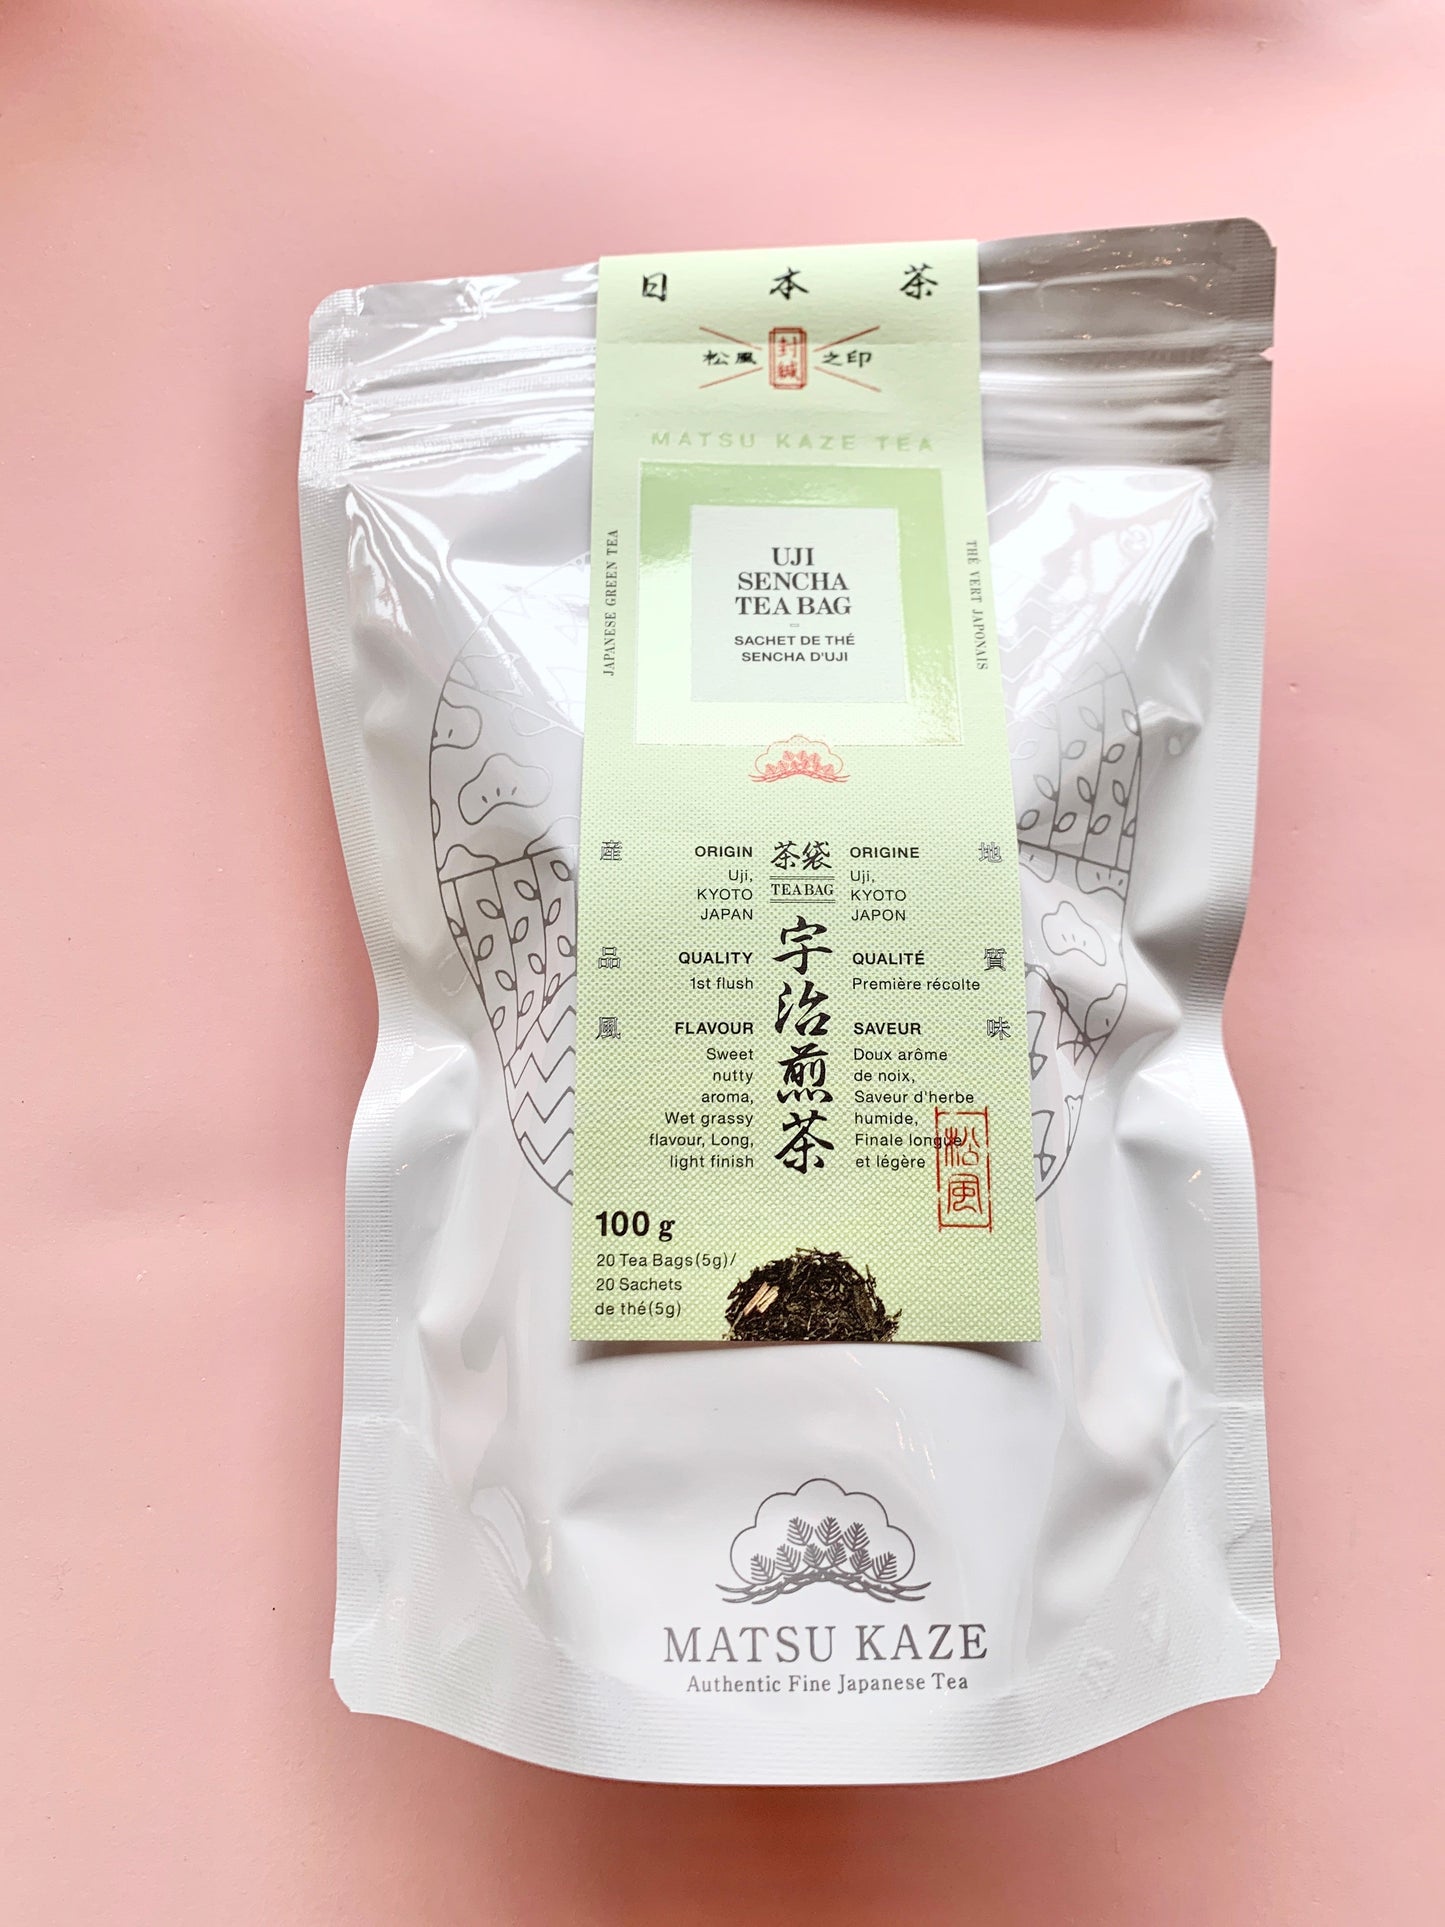 日 本 茶
松風 封緘 之印
MATSU KAZE TEA
JAPANESE GREEN TEA
THÉ VERT JAPONAIS
UJI
SENCHA
TEA BAG
SACHET DE THÉ
SENCHA D'UJI
産地
ORIGIN
Uji,
KYOTO
JAPAN
品質
QUALITY
1st flush
風味
FLAVOUR
Sweet
nutty
aroma,
Wet grassy
flavour, Long,
light finish
茶袋
TEA BAG
宇治煎茶
ORIGINE
Uji,
KYOTO
JAPON
QUALITÉ
Première récolte
SAVEUR
Doux arôme
de noix,
Saveur d'herbe
humide,
Finale longue
et légère
松風
100 g
20 Tea Bags(5g)/
20 Sachets
de thé(5g)
MATSU KAZE
Authentic Fine Japanese Tea